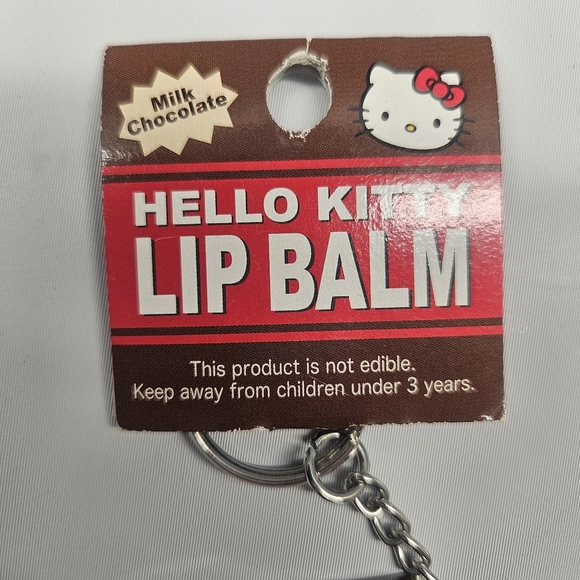 Milk
Chocolate
HELLO KITTY
LIP BALM
This product is not edible.
Keep away from children under 3 years.